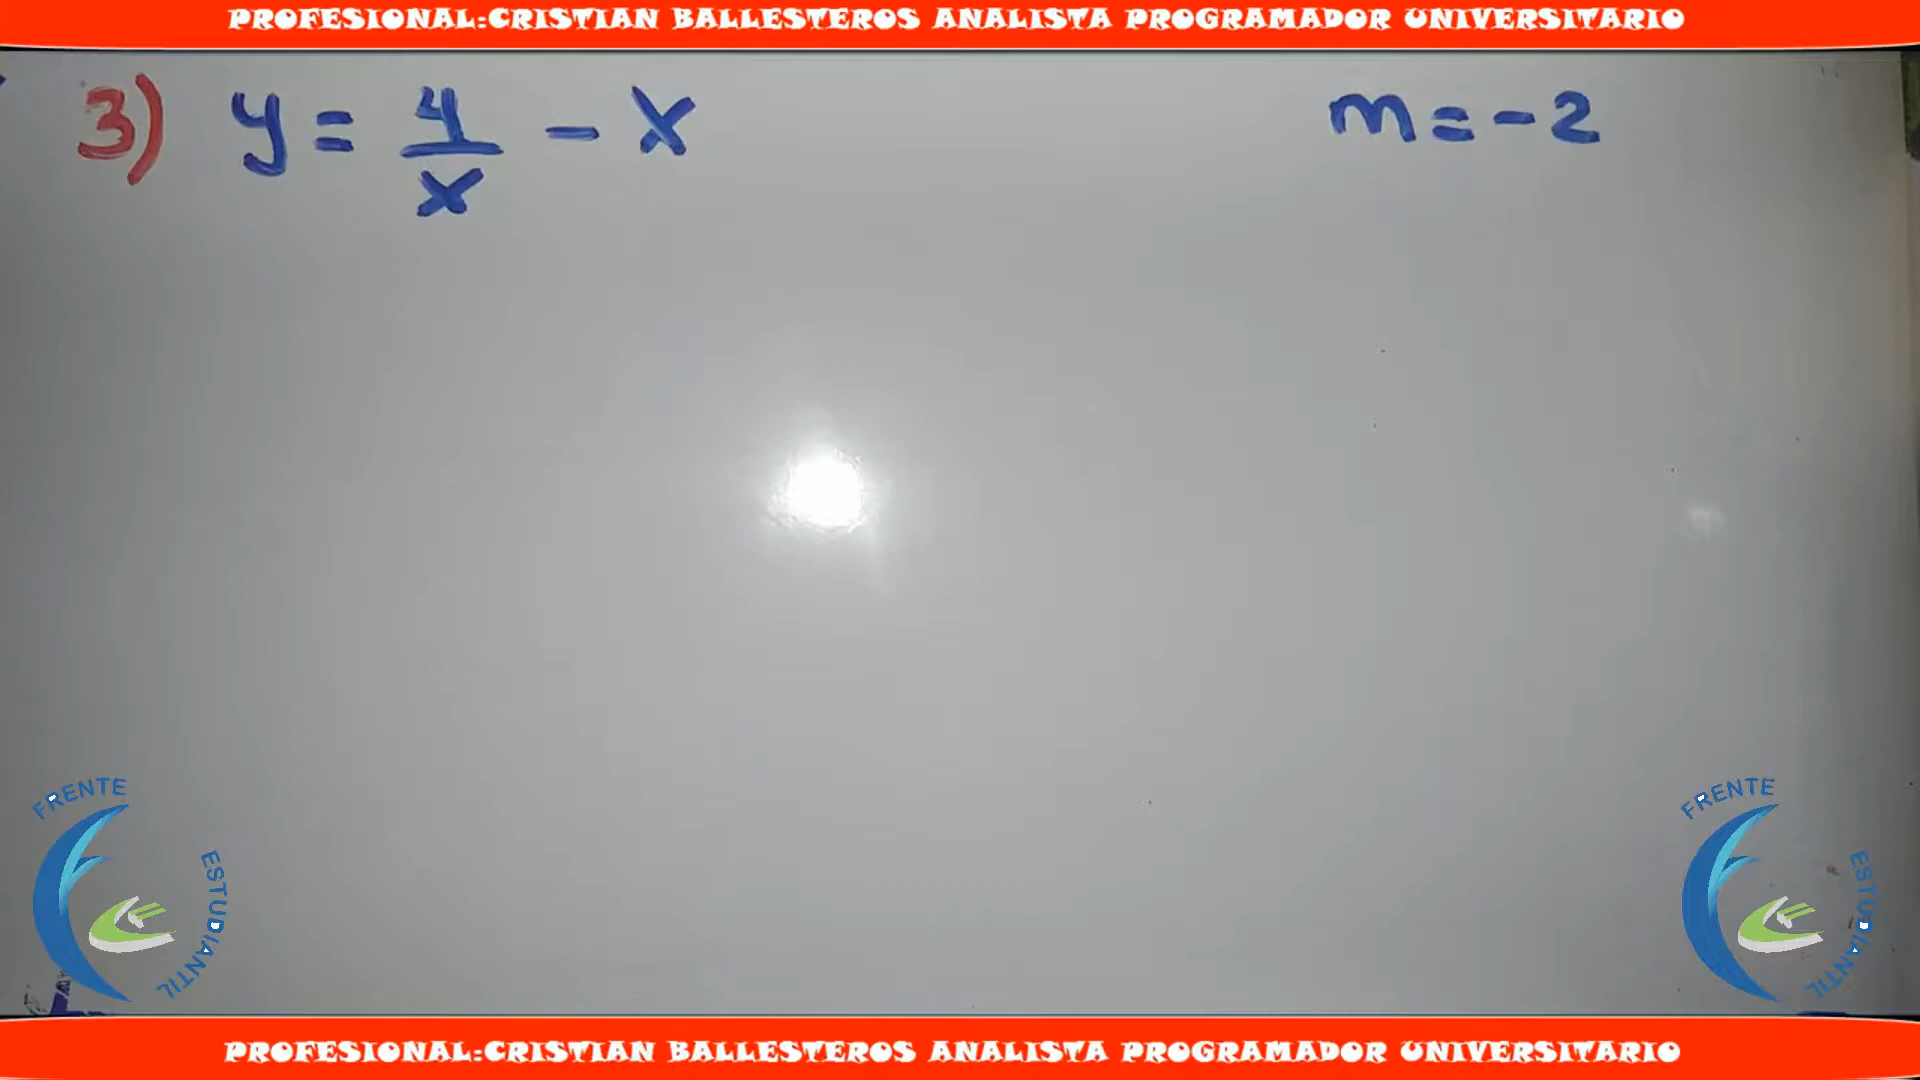 PROFESIONAL:CRISTIAN BALLESTEROS ANALISTA PROGRAMADOR UNIVERSITARIO
3) y = 4/x - x m = -2
FRENTE ESTUDIANTIL
FRENTE ESTUDIANTIL
PROFESIONAL:CRISTIAN BALLESTEROS ANALISTA PROGRAMADOR UNIVERSITARIO